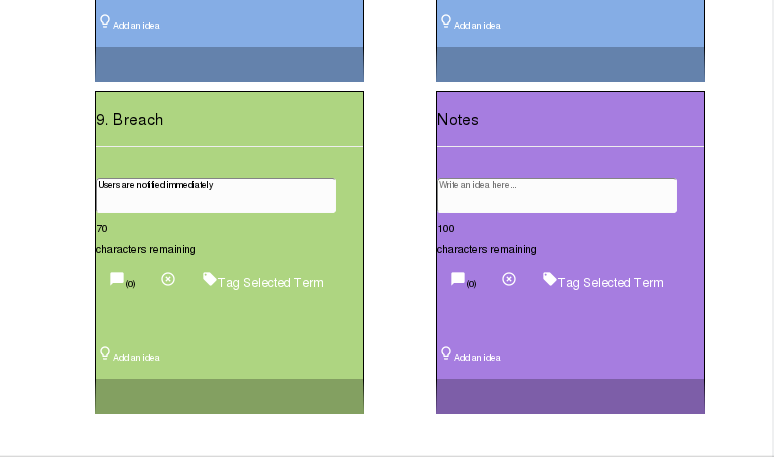 Add an idea
Add an idea
9. Breach
Users are notified immediately
70
characters remaining
(0)
Tag Selected Term
Add an idea
Notes
Write an idea here...
100
characters remaining
(0)
Tag Selected Term
Add an idea